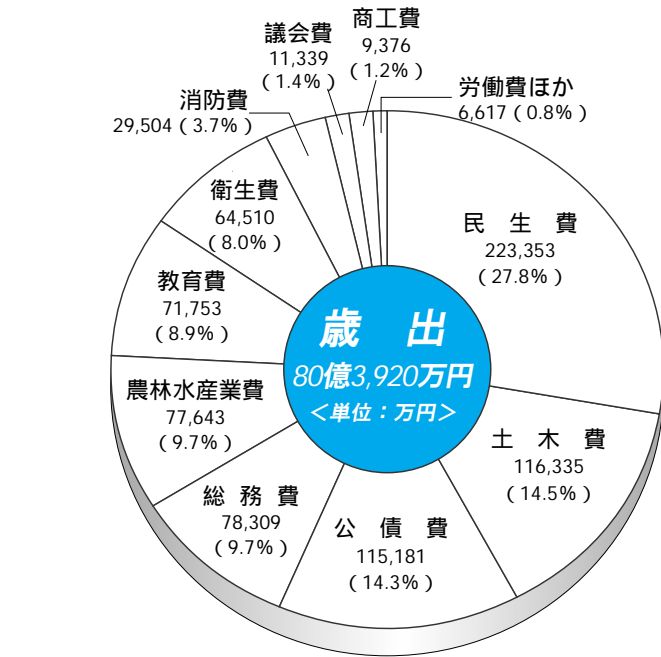 商工費
9,376
(1.2%)
議会費
11,339
(1.4%)
労働費ほか
6,617(0.8%)
消防費
29,504(3.7%)
衛生費
64,510
(8.0%)
民 生 費
223,353
(27.8%)
教育費
71,753
(8.9%)
歳 出
80億3,920万円
<単位:万円>
農林水産業費
77,643
(9.7%)
土 木 費
116,335
(14.5%)
総 務 費
78,309
(9.7%)
公 債 費
115,181
(14.3%)